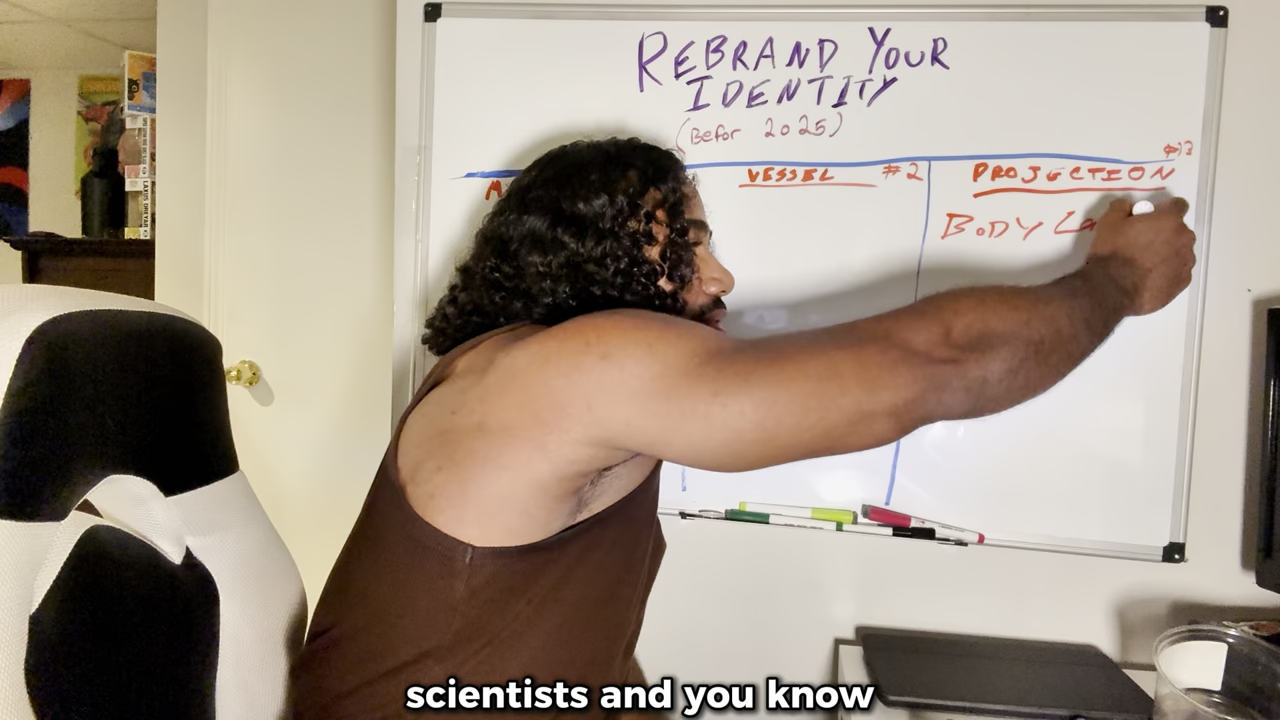 REBRAND YOUR
IDENTITY
(Befor 2025)
VESSEL #2
PROJECTION
BODY La
scientists and you know